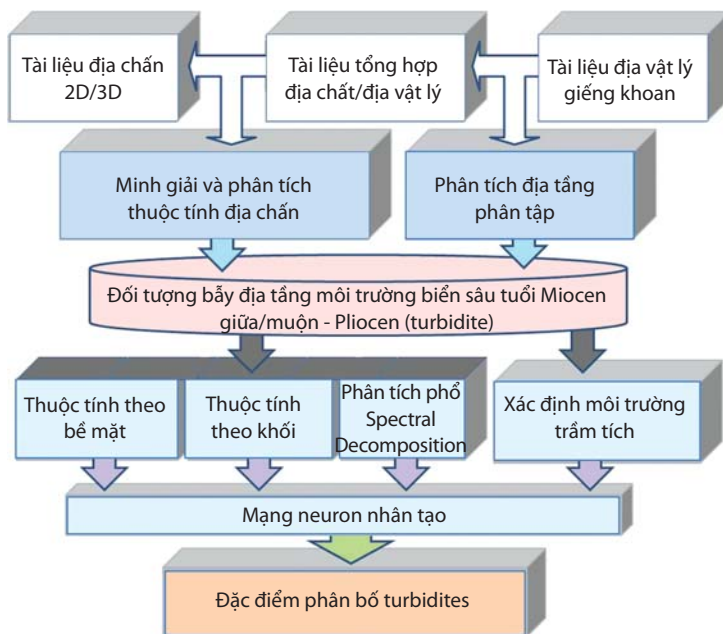 Tài liệu địa chấn
2D/3D
Tài liệu tổng hợp
địa chất/địa vật lý
Tài liệu địa vật lý
giếng khoan
Minh giải và phân tích
thuộc tính địa chấn
Phân tích địa tầng
phân tập
Đối tượng bẫy địa tầng môi trường biển sâu tuổi Miocen
giữa/muộn - Pliocen (turbidite)
Thuộc tính theo
bề mặt
Thuộc tính
theo khối
Phân tích phổ
Spectral
Decomposition
Xác định môi trường
trầm tích
Mạng neuron nhân tạo
Đặc điểm phân bố turbidites